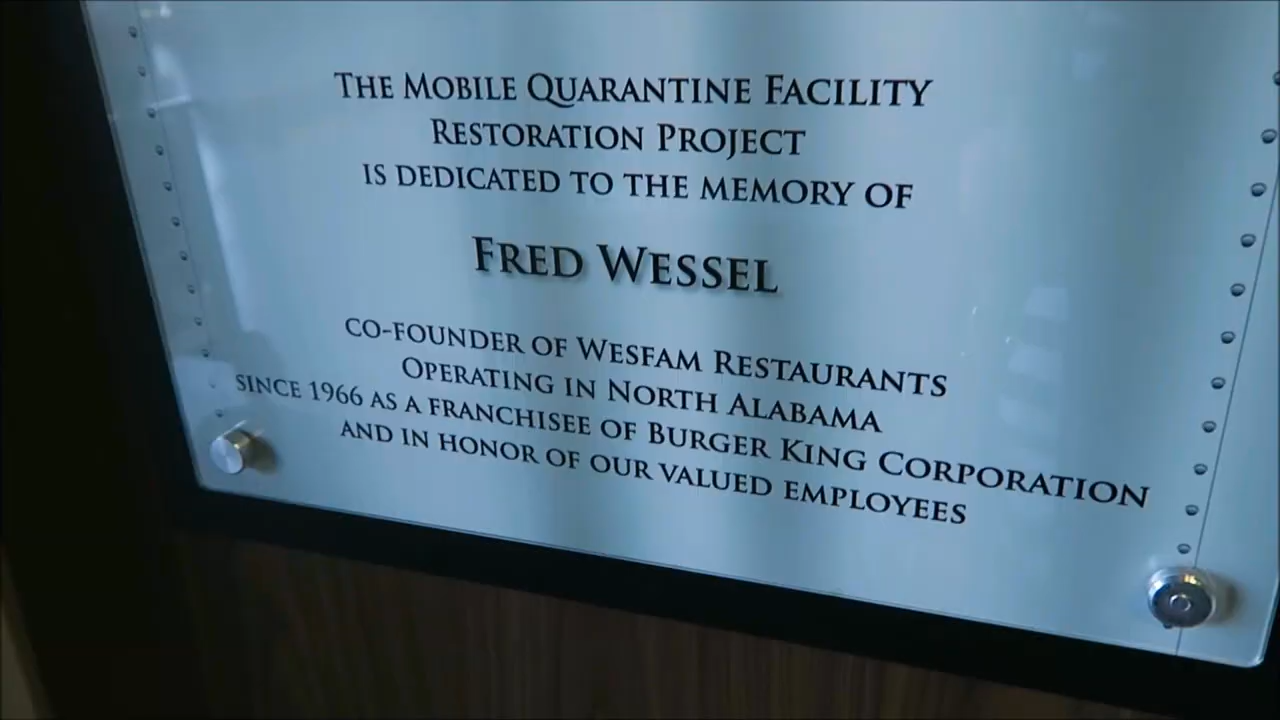 THE MOBILE QUARANTINE FACILITY
RESTORATION PROJECT
IS DEDICATED TO THE MEMORY OF
FRED WESSEL
CO-FOUNDER OF WESFAM RESTAURANTS
OPERATING IN NORTH ALABAMA
SINCE 1966 AS A FRANCHISEE OF BURGER KING CORPORATION
AND IN HONOR OF OUR VALUED EMPLOYEES